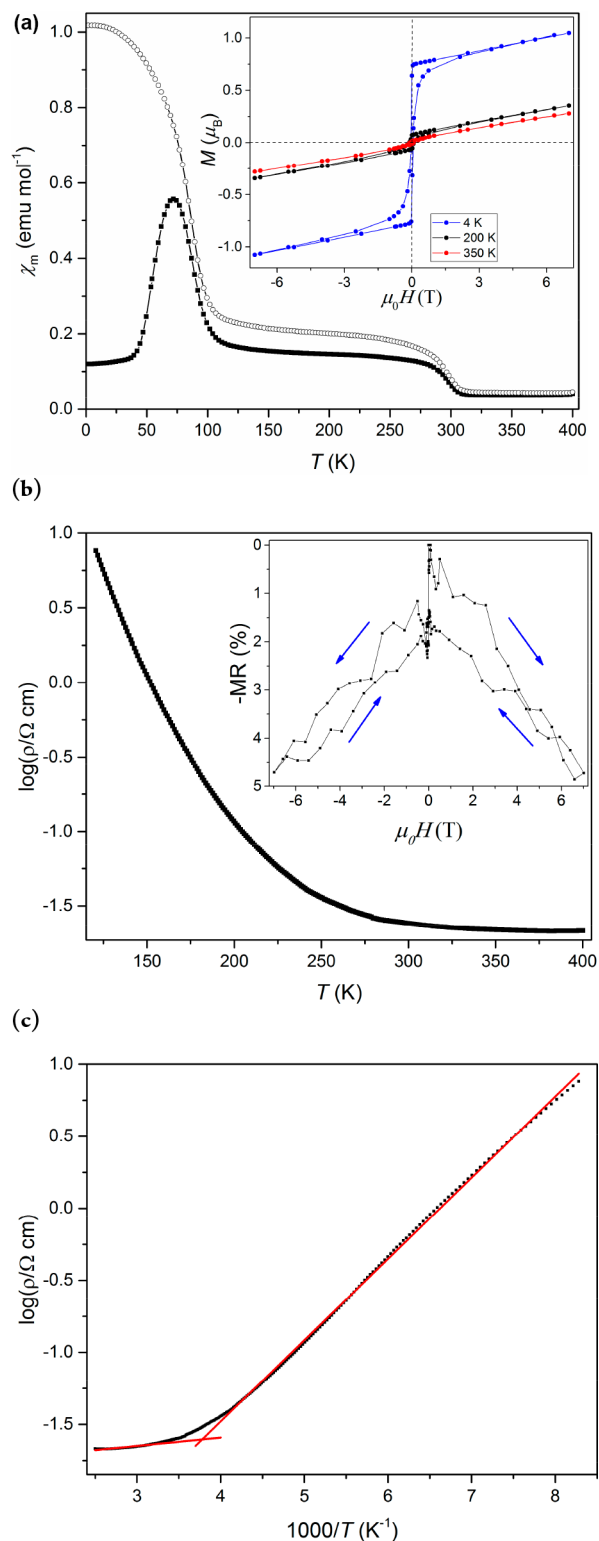 (a)
1.0
0.8
0.6
0.4
0.2
0.0
χm (emu mol⁻¹)
0 50 100 150 200 250 300 350 400
T (K)
1.0
0.5
0.0
-0.5
-1.0
M (μB)
-6 -3 0 3 6
μ₀H (T)
4 K
200 K
350 K
(b)
1.0
0.5
0.0
-0.5
-1.0
-1.5
log(ρ/Ω cm)
150 200 250 300 350 400
T (K)
0
1
2
3
4
5
-MR (%)
-6 -4 -2 0 2 4 6
μ₀H (T)
(c)
1.0
0.5
0.0
-0.5
-1.0
-1.5
log(ρ/Ω cm)
3 4 5 6 7 8
1000/T (K⁻¹)